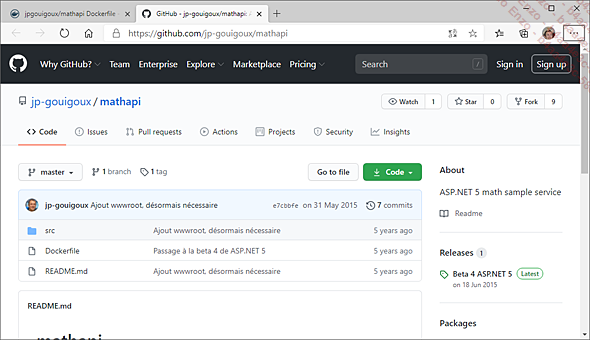 jpgouigoux/mathapi Dockerfile
GitHub - jp-gouigoux/mathapi: A
https://github.com/jp-gouigoux/mathapi
Why GitHub? Team Enterprise Explore Marketplace Pricing Search / Sign in Sign up
jp-gouigoux / mathapi
Watch 1 Star 0 Fork 9
Code Issues Pull requests Actions Projects Security Insights
master 1 branch 1 tag Go to file Code
About
jp-gouigoux Ajout wwwroot, désormais nécessaire e7cbbfe on 31 May 2015 7 commits
ASP.NET 5 math sample service
Readme
src Ajout wwwroot, désormais nécessaire 5 years ago
Dockerfile Passage à la beta 4 de ASP.NET 5 5 years ago
README.md Ajout wwwroot, désormais nécessaire 5 years ago
Releases 1
Beta 4 ASP.NET 5 Latest
on 18 Jun 2015
README.md
Packages
mathapi